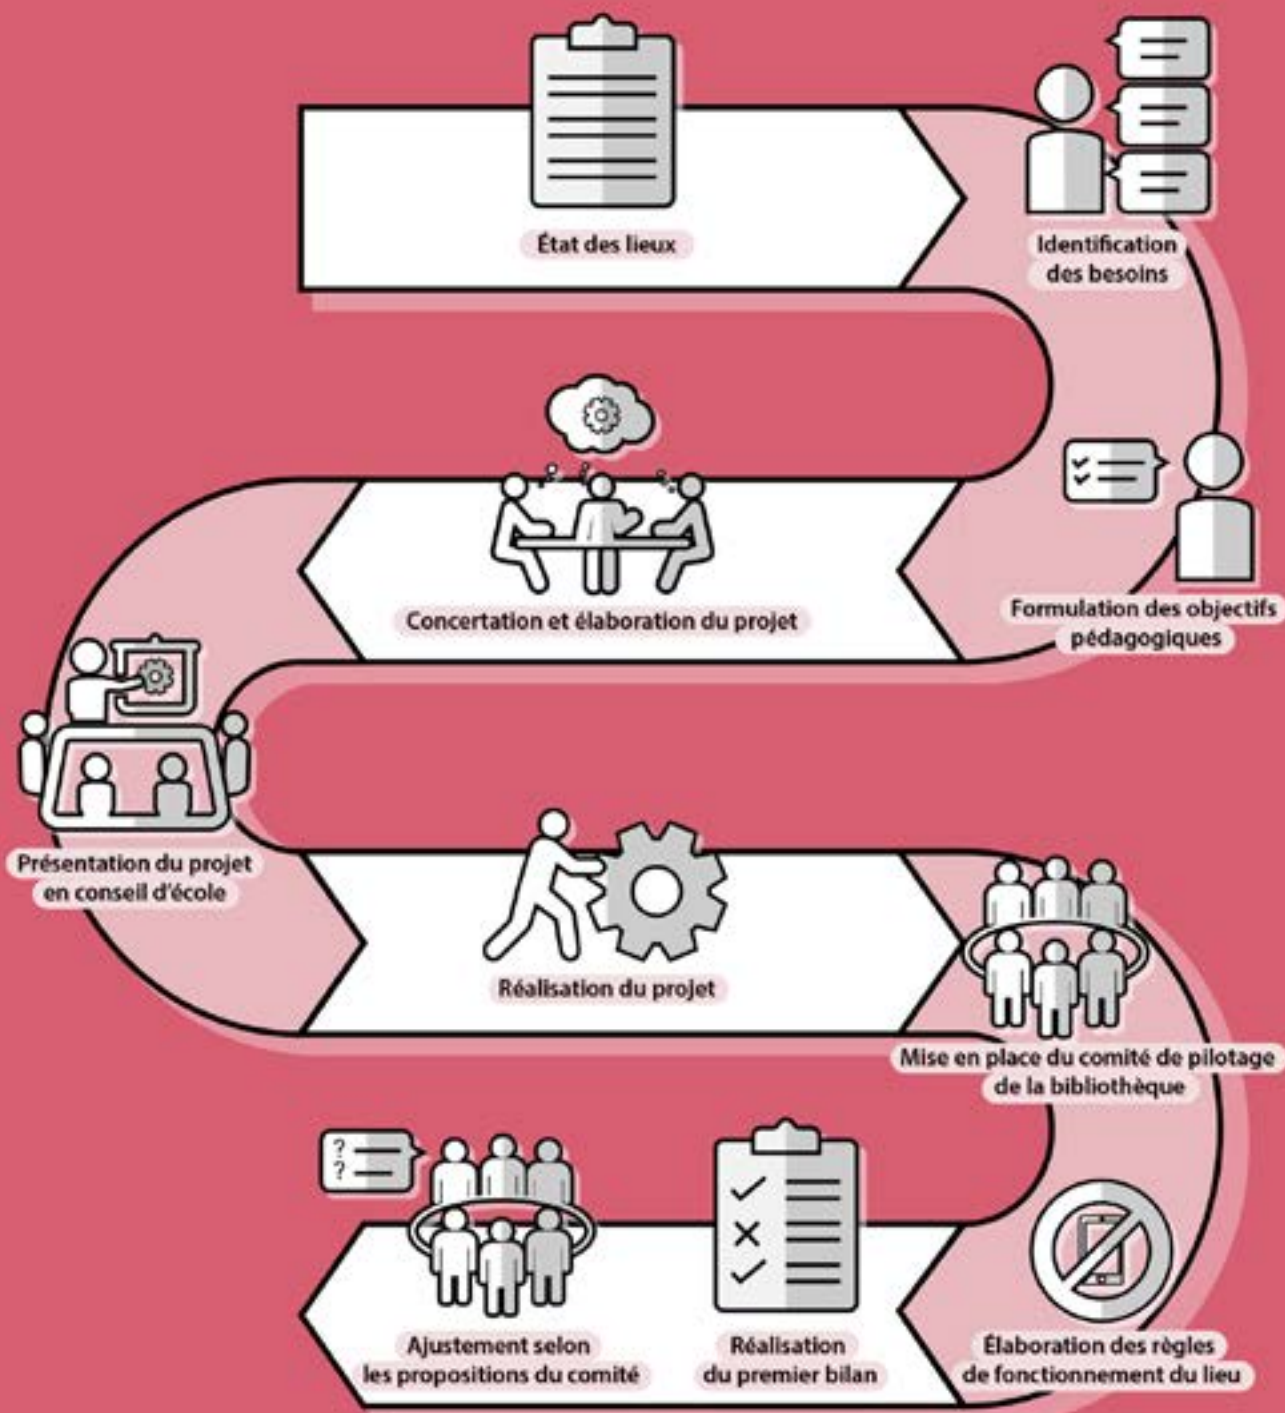 État des lieux
Identification
des besoins
Formulation des objectifs
pédagogiques
Concertation et élaboration du projet
Présentation du projet
en conseil d'école
Réalisation du projet
Mise en place du comité de pilotage
de la bibliothèque
Élaboration des règles
de fonctionnement du lieu
Réalisation
du premier bilan
? 
?
Ajustement selon
les propositions du comité